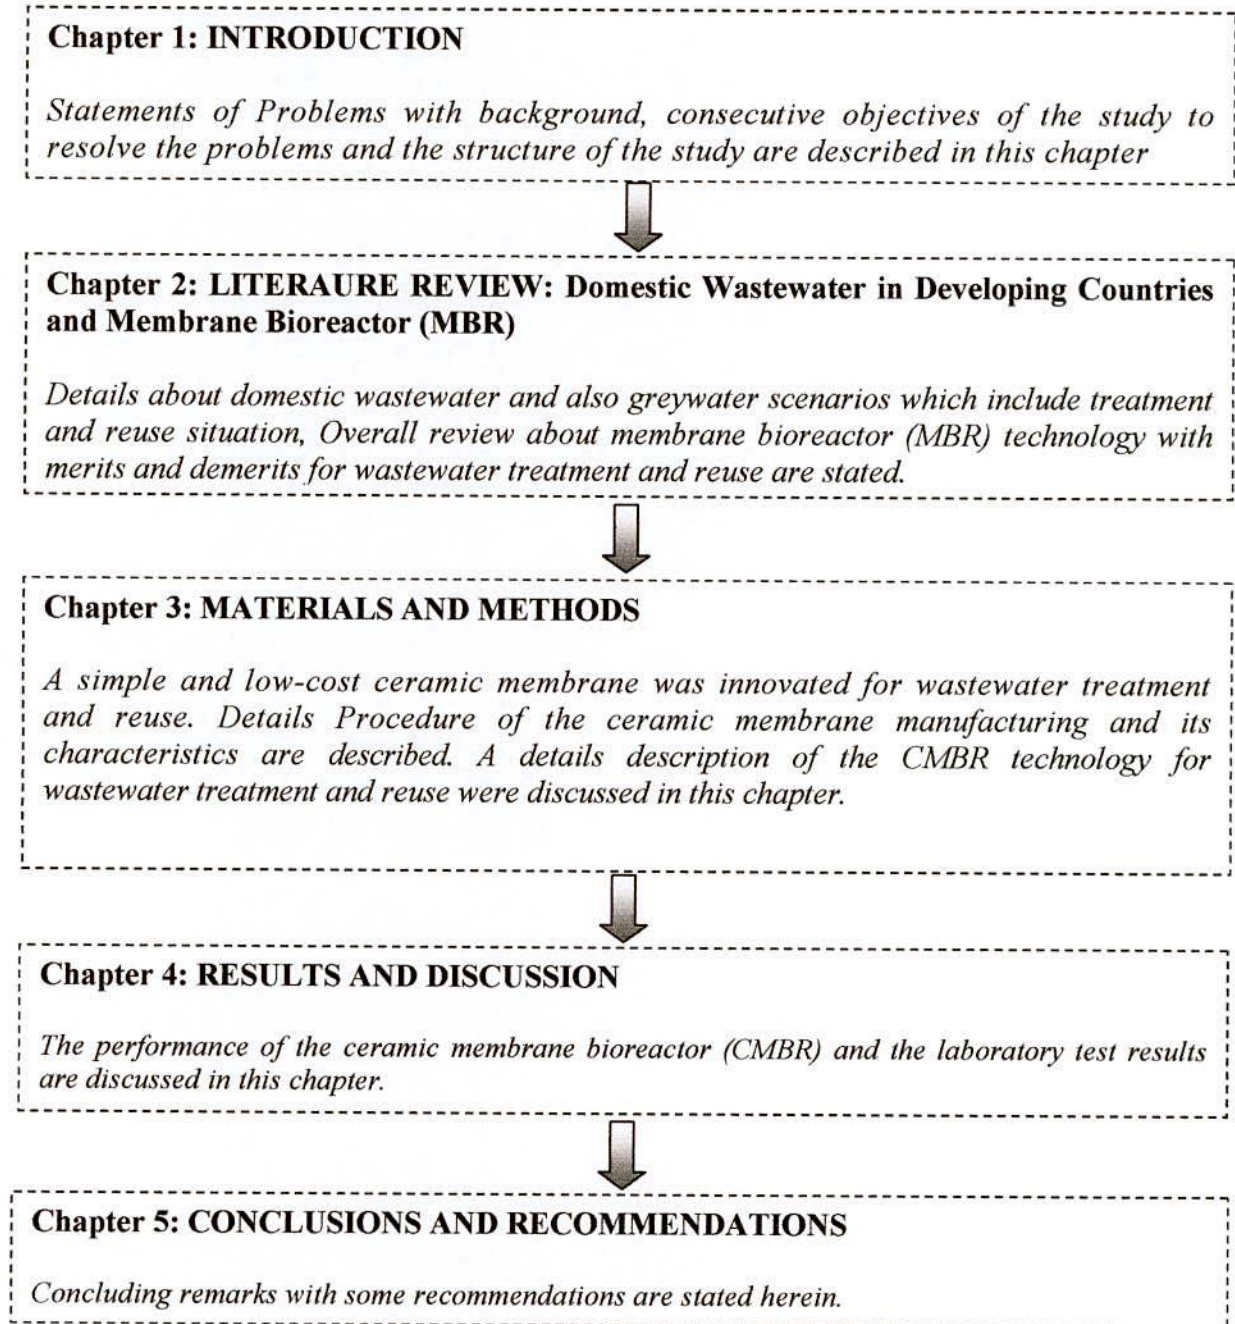 Chapter 1: INTRODUCTION
Statements of Problems with background, consecutive objectives of the study to
resolve the problems and the structure of the study are described in this chapter
Chapter 2: LITERAURE REVIEW: Domestic Wastewater in Developing Countries
and Membrane Bioreactor (MBR)
Details about domestic wastewater and also greywater scenarios which include treatment
and reuse situation, Overall review about membrane bioreactor (MBR) technology with
merits and demerits for wastewater treatment and reuse are stated.
Chapter 3: MATERIALS AND METHODS
A simple and low-cost ceramic membrane was innovated for wastewater treatment
and reuse. Details Procedure of the ceramic membrane manufacturing and its
characteristics are described. A details description of the CMBR technology for
wastewater treatment and reuse were discussed in this chapter.
Chapter 4: RESULTS AND DISCUSSION
The performance of the ceramic membrane bioreactor (CMBR) and the laboratory test results
are discussed in this chapter.
Chapter 5: CONCLUSIONS AND RECOMMENDATIONS
Concluding remarks with some recommendations are stated herein.